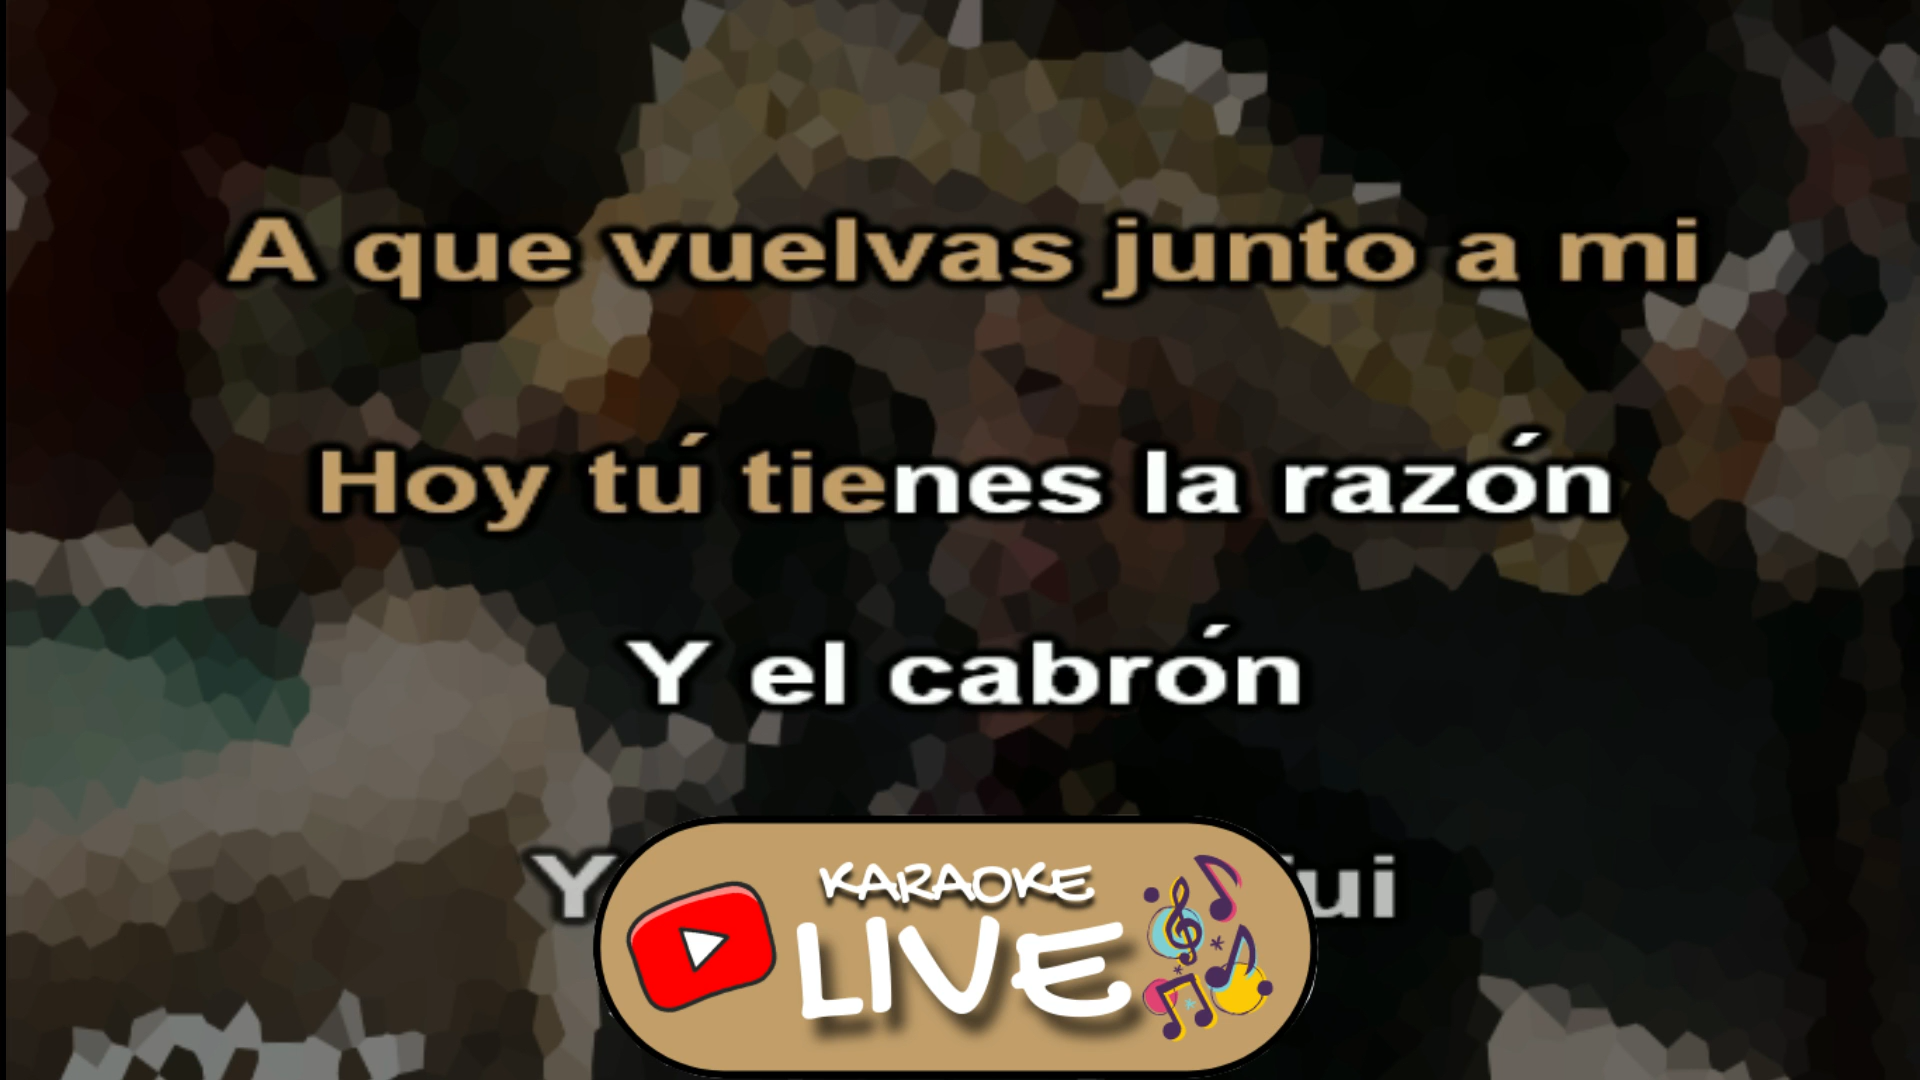 A que vuelvas junto a mi
Hoy tú tienes la razón
Y el cabrón
Y
KARAOKE
LIVE